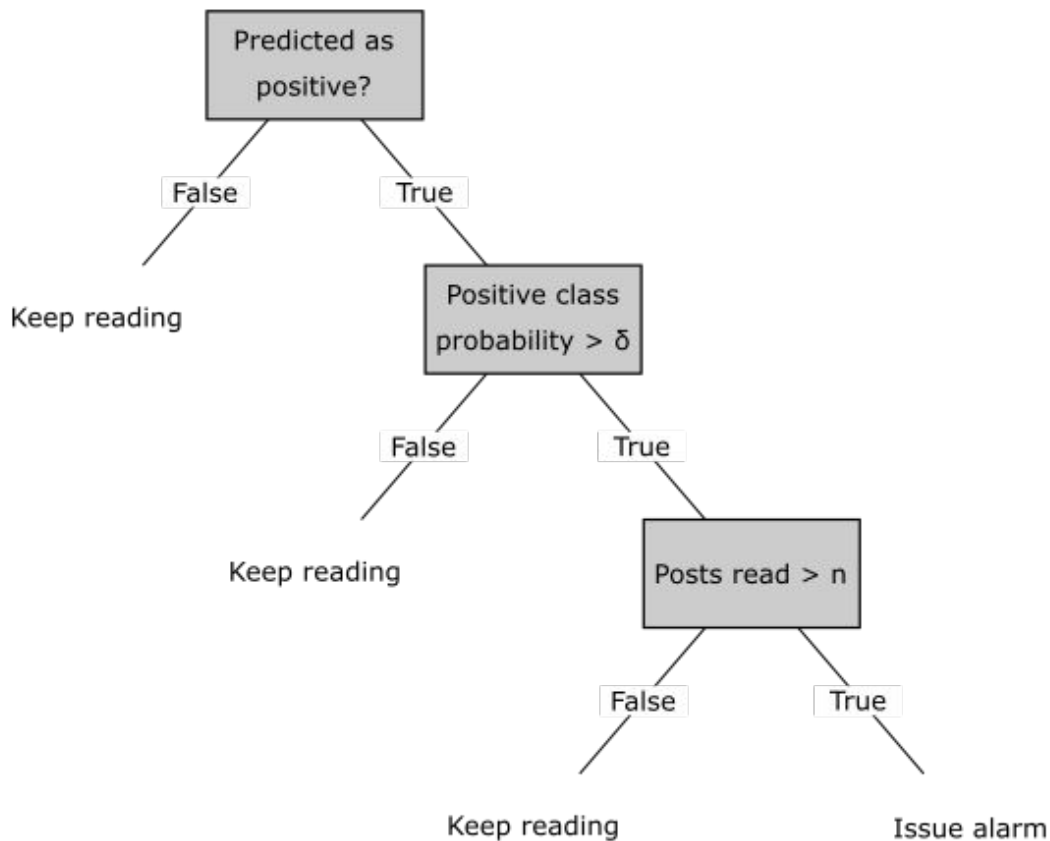 Predicted as
positive?
False
True
Keep reading
Positive class
probability > δ
False
True
Keep reading
Posts read > n
False
True
Keep reading
Issue alarm